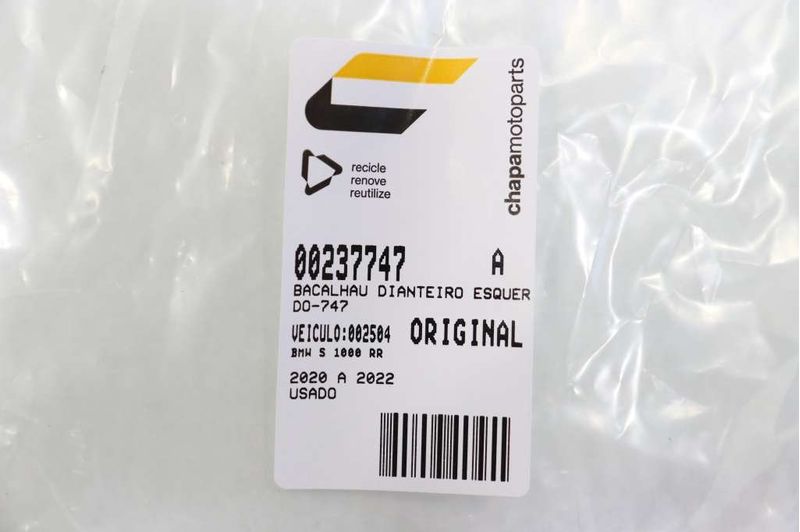 chapamotoparts
recicle
renove
reutilize
00237747 A
BACALHAU DIANTEIRO ESQUER
DO-747
VEICULO:002504 ORIGINAL
BMW S 1000 RR
2020 A 2022
USADO